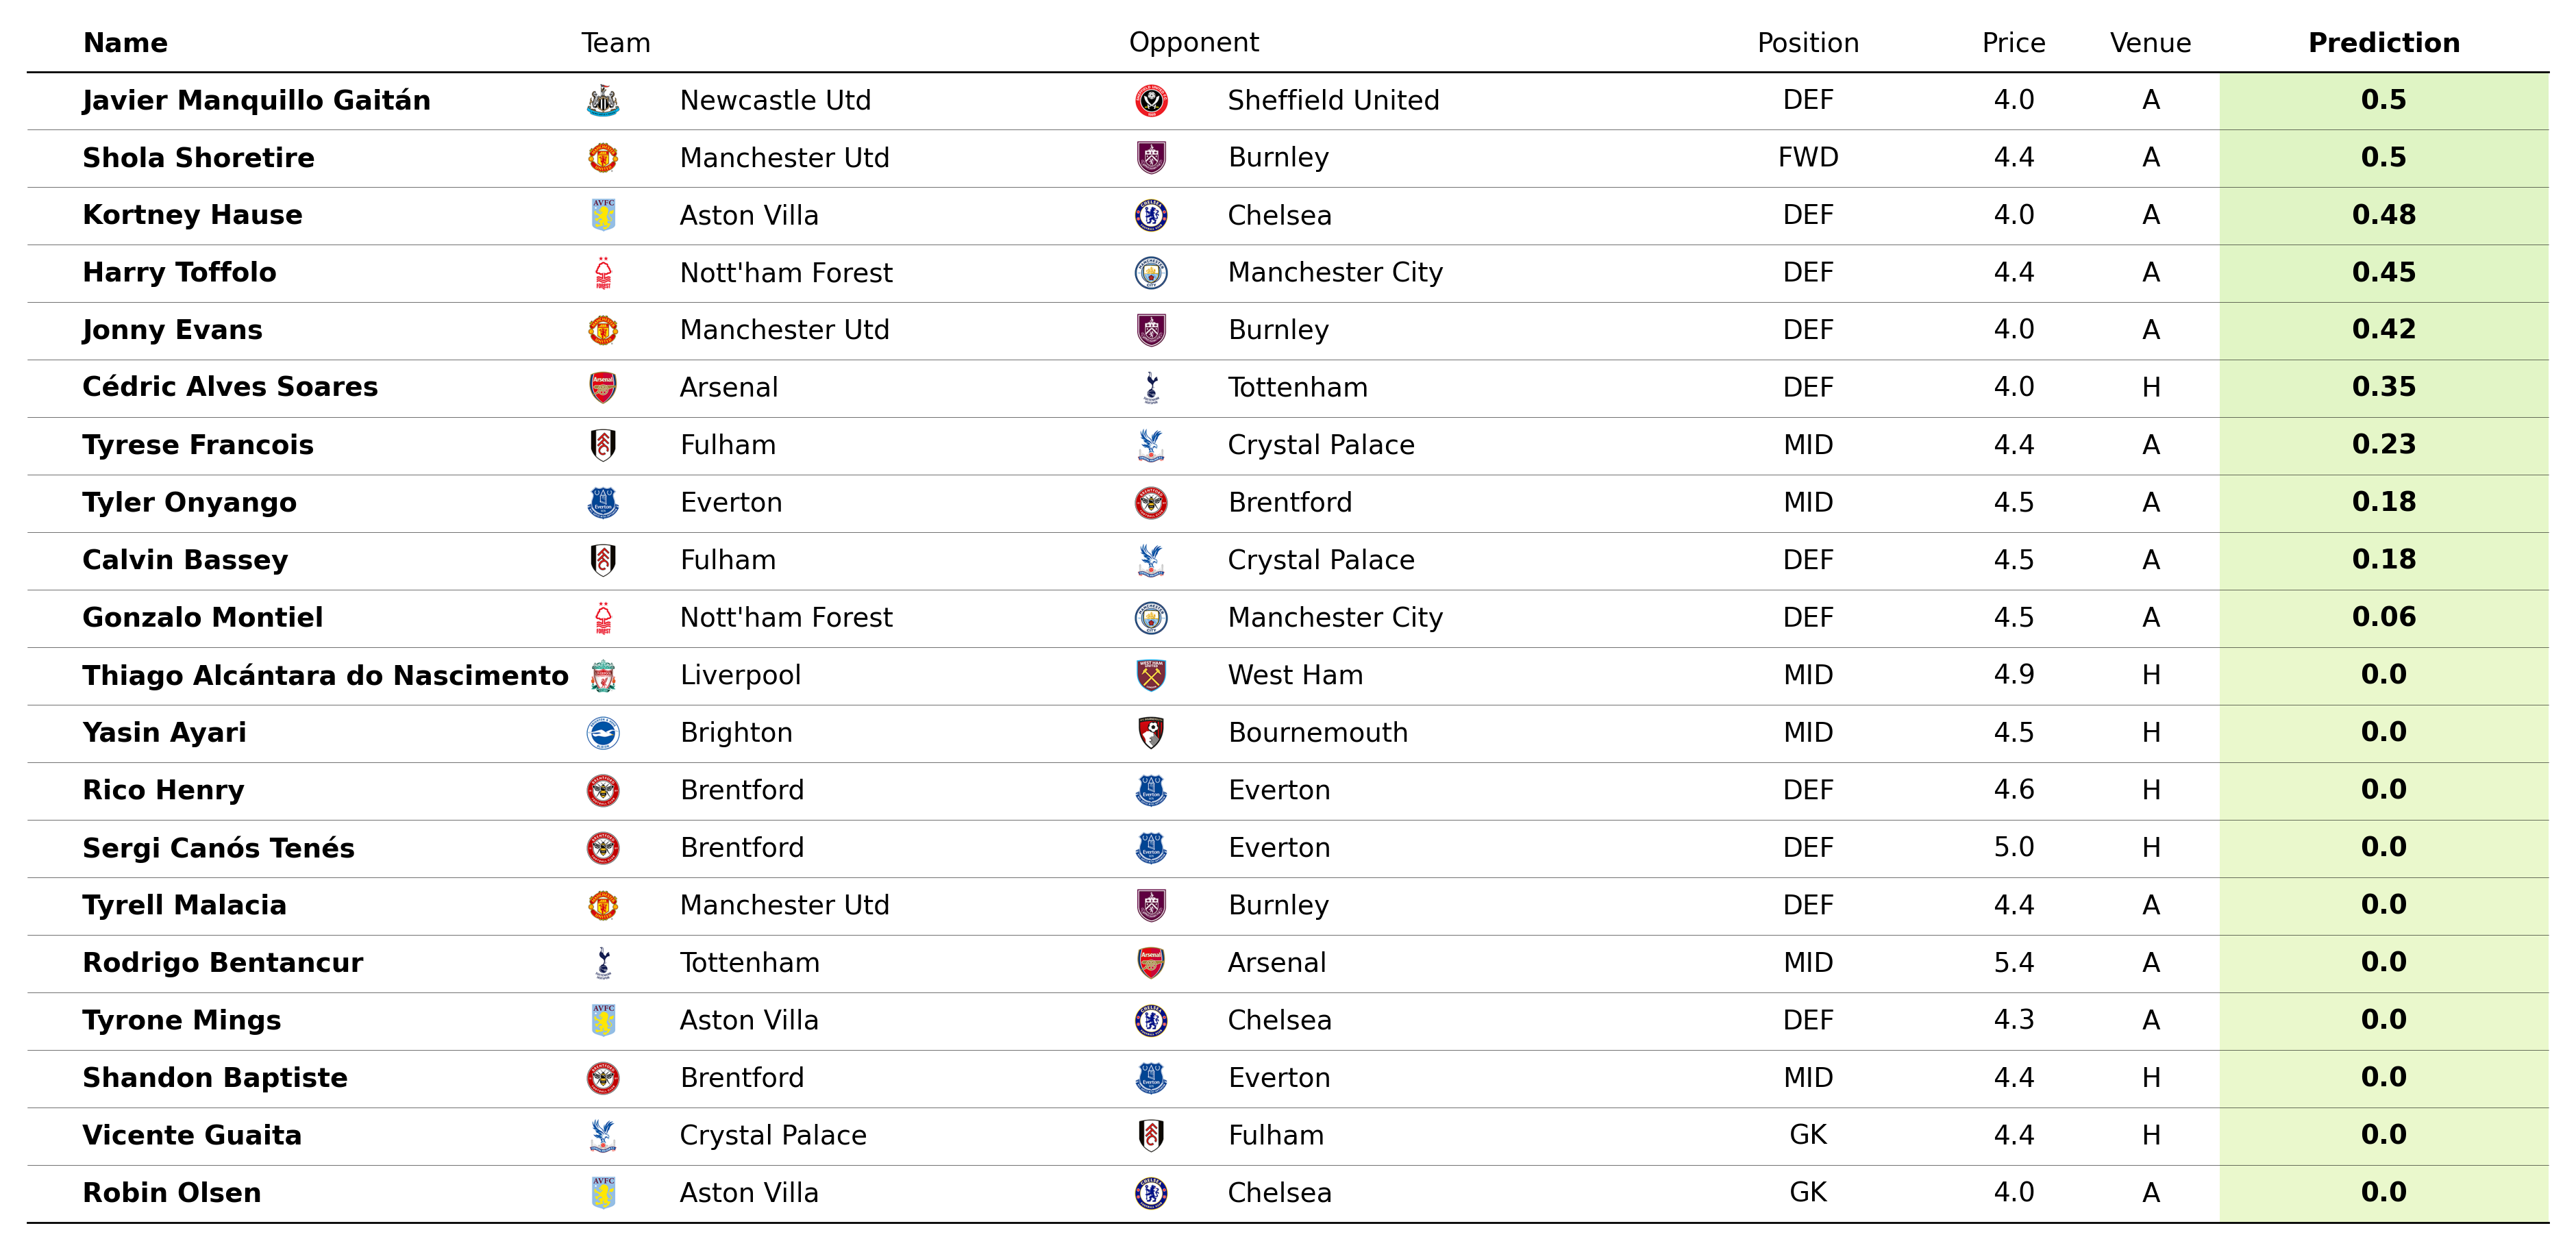 Name Team Opponent Position Price Venue Prediction
Javier Manquillo Gaitán Newcastle Utd Sheffield United DEF 4.0 A 0.5
Shola Shoretire Manchester Utd Burnley FWD 4.4 A 0.5
Kortney Hause Aston Villa Chelsea DEF 4.0 A 0.48
Harry Toffolo Nott'ham Forest Manchester City DEF 4.4 A 0.45
Jonny Evans Manchester Utd Burnley DEF 4.0 A 0.42
Cédric Alves Soares Arsenal Tottenham DEF 4.0 H 0.35
Tyrese Francois Fulham Crystal Palace MID 4.4 A 0.23
Tyler Onyango Everton Brentford MID 4.5 A 0.18
Calvin Bassey Fulham Crystal Palace DEF 4.5 A 0.18
Gonzalo Montiel Nott'ham Forest Manchester City DEF 4.5 A 0.06
Thiago Alcántara do Nascimento Liverpool West Ham MID 4.9 H 0.0
Yasin Ayari Brighton Bournemouth MID 4.5 H 0.0
Rico Henry Brentford Everton DEF 4.6 H 0.0
Sergi Canós Tenés Brentford Everton DEF 5.0 H 0.0
Tyrell Malacia Manchester Utd Burnley DEF 4.4 A 0.0
Rodrigo Bentancur Tottenham Arsenal MID 5.4 A 0.0
Tyrone Mings Aston Villa Chelsea DEF 4.3 A 0.0
Shandon Baptiste Brentford Everton MID 4.4 H 0.0
Vicente Guaita Crystal Palace Fulham GK 4.4 H 0.0
Robin Olsen Aston Villa Chelsea GK 4.0 A 0.0